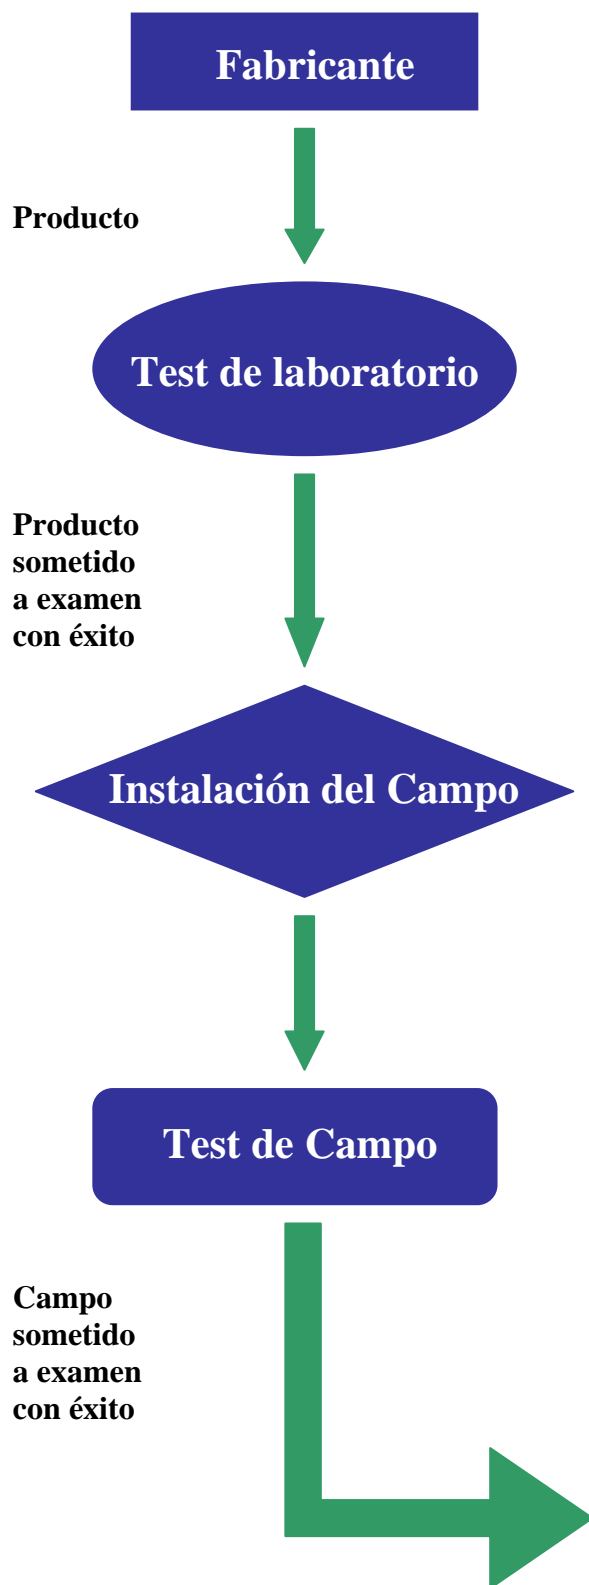 Fabricante
Producto
Test de laboratorio
Producto
sometido
a examen
con éxito
Instalación del Campo
Test de Campo
Campo
sometido
a examen
con éxito